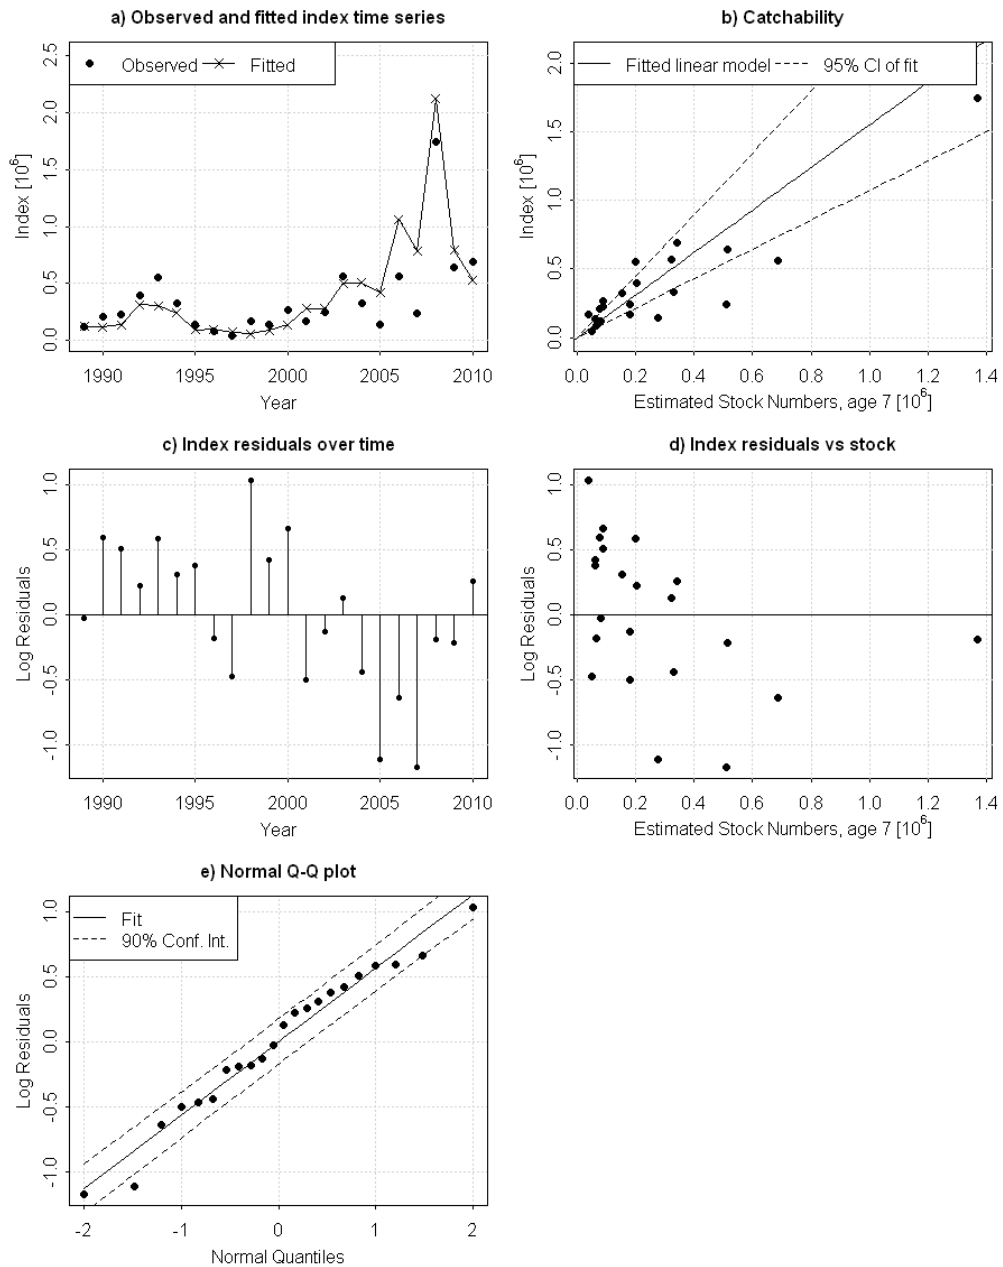 a) Observed and fitted index time series
Observed Fitted
Index [10^6]
0.0 0.5 1.0 1.5 2.0 2.5
1990 1995 2000 2005 2010
Year
b) Catchability
Fitted linear model 95% CI of fit
Index [10^6]
0.0 0.5 1.0 1.5 2.0
0.0 0.2 0.4 0.6 0.8 1.0 1.2 1.4
Estimated Stock Numbers, age 7 [10^6]
c) Index residuals over time
Log Residuals
-1.0 -0.5 0.0 0.5 1.0
1990 1995 2000 2005 2010
Year
d) Index residuals vs stock
Log Residuals
-1.0 -0.5 0.0 0.5 1.0
0.0 0.2 0.4 0.6 0.8 1.0 1.2 1.4
Estimated Stock Numbers, age 7 [10^6]
e) Normal Q-Q plot
Fit
90% Conf. Int.
Log Residuals
-1.0 -0.5 0.0 0.5 1.0
-2 -1 0 1 2
Normal Quantiles